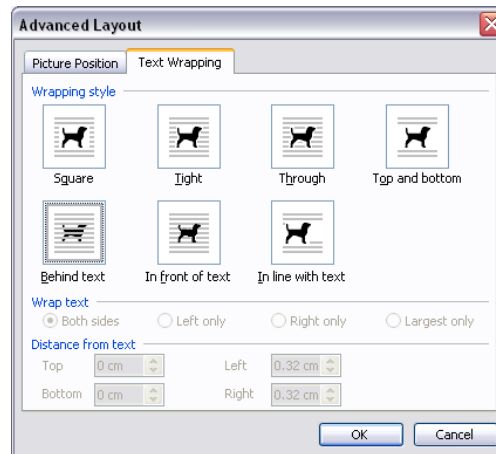 Advanced Layout
Picture Position Text Wrapping
Wrapping style
Square Tight Through Top and bottom
Behind text In front of text In line with text
Wrap text
Both sides Left only Right only Largest only
Distance from text
Top 0 cm Left 0.32 cm
Bottom 0 cm Right 0.32 cm
OK Cancel